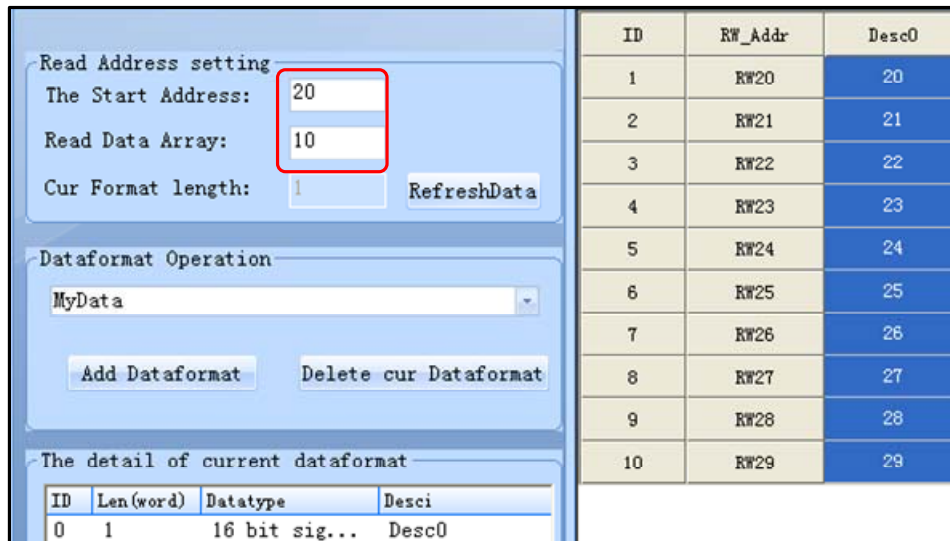 Read Address setting
The Start Address: 20
Read Data Array: 10
Cur Format length: 1 RefreshData
Dataformat Operation
MyData
Add Dataformat Delete cur Dataformat
The detail of current dataformat
ID Len(word) Datatype Desci
0 1 16 bit sig... Desc0
ID RW_Addr Desc0
1 RW20 20
2 RW21 21
3 RW22 22
4 RW23 23
5 RW24 24
6 RW25 25
7 RW26 26
8 RW27 27
9 RW28 28
10 RW29 29